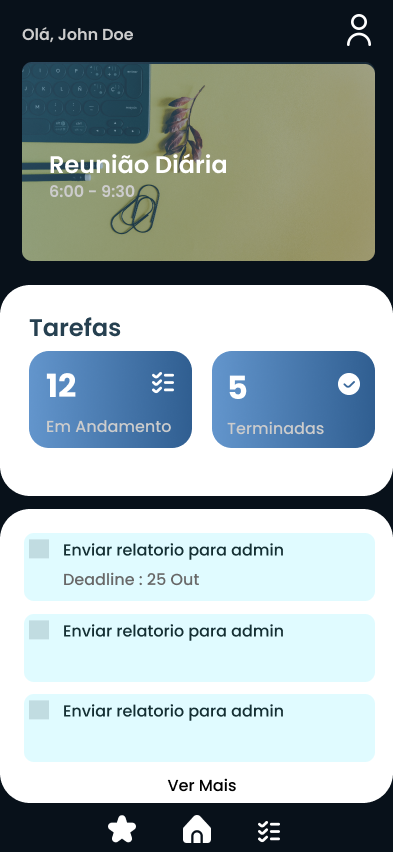 Olá, John Doe
Reunião Diária
6:00 - 9:30
Tarefas
12
Em Andamento
5
Terminadas
Enviar relatorio para admin
Deadline : 25 Out
Enviar relatorio para admin
Enviar relatorio para admin
Ver Mais